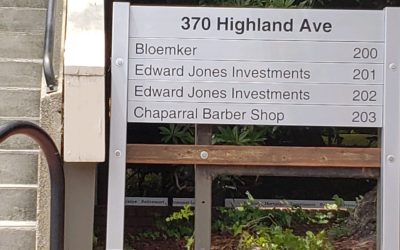 370 Highland Ave
Bloemker 200
Edward Jones Investments 201
Edward Jones Investments 202
Chaparral Barber Shop 203